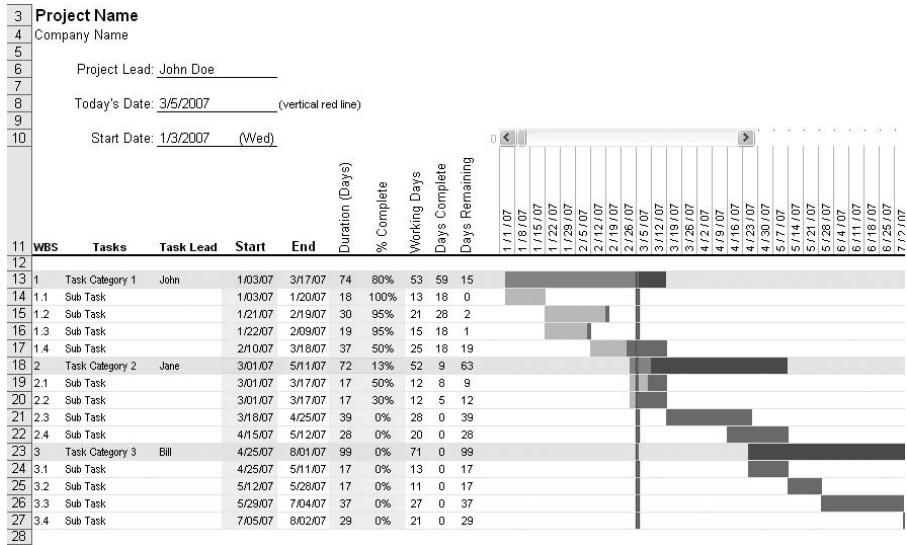 3 Project Name
4 Company Name
5
6 Project Lead: John Doe
7
8 Today's Date: 3/5/2007 (vertical red line)
9
10 Start Date: 1/3/2007 (Wed) 0
11 WBS Tasks Task Lead Start End Duration (Days) % Complete Working Days Days Complete Days Remaining 1 / 1 / 07 1 / 8 / 07 1 / 15 / 07 1 / 22 / 07 1 / 29 / 07 2 / 5 / 07 2 / 12 / 07 2 / 19 / 07 2 / 26 / 07 3 / 5 / 07 3 / 12 / 07 3 / 19 / 07 3 / 26 / 07 4 / 2 / 07 4 / 9 / 07 4 / 16 / 07 4 / 23 / 07 4 / 30 / 07 5 / 7 / 07 5 / 14 / 07 5 / 21 / 07 5 / 28 / 07 6 / 4 / 07 6 / 11 / 07 6 / 18 / 07 6 / 25 / 07 7 / 2 / 0
12
13 1 Task Category 1 John 1/03/07 3/17/07 74 80% 53 59 15
14 1.1 Sub Task 1/03/07 1/20/07 18 100% 13 18 0
15 1.2 Sub Task 1/21/07 2/19/07 30 95% 21 28 2
16 1.3 Sub Task 1/22/07 2/09/07 19 95% 15 18 1
17 1.4 Sub Task 2/10/07 3/18/07 37 50% 25 18 19
18 2 Task Category 2 Jane 3/01/07 5/11/07 72 13% 52 9 63
19 2.1 Sub Task 3/01/07 3/17/07 17 50% 12 8 9
20 2.2 Sub Task 3/01/07 3/17/07 17 30% 12 5 12
21 2.3 Sub Task 3/18/07 4/25/07 39 0% 28 0 39
22 2.4 Sub Task 4/15/07 5/12/07 28 0% 20 0 28
23 3 Task Category 3 Bill 4/25/07 8/01/07 99 0% 71 0 99
24 3.1 Sub Task 4/25/07 5/11/07 17 0% 13 0 17
25 3.2 Sub Task 5/12/07 5/28/07 17 0% 11 0 17
26 3.3 Sub Task 5/29/07 7/04/07 37 0% 27 0 37
27 3.4 Sub Task 7/05/07 8/02/07 29 0% 21 0 29
28